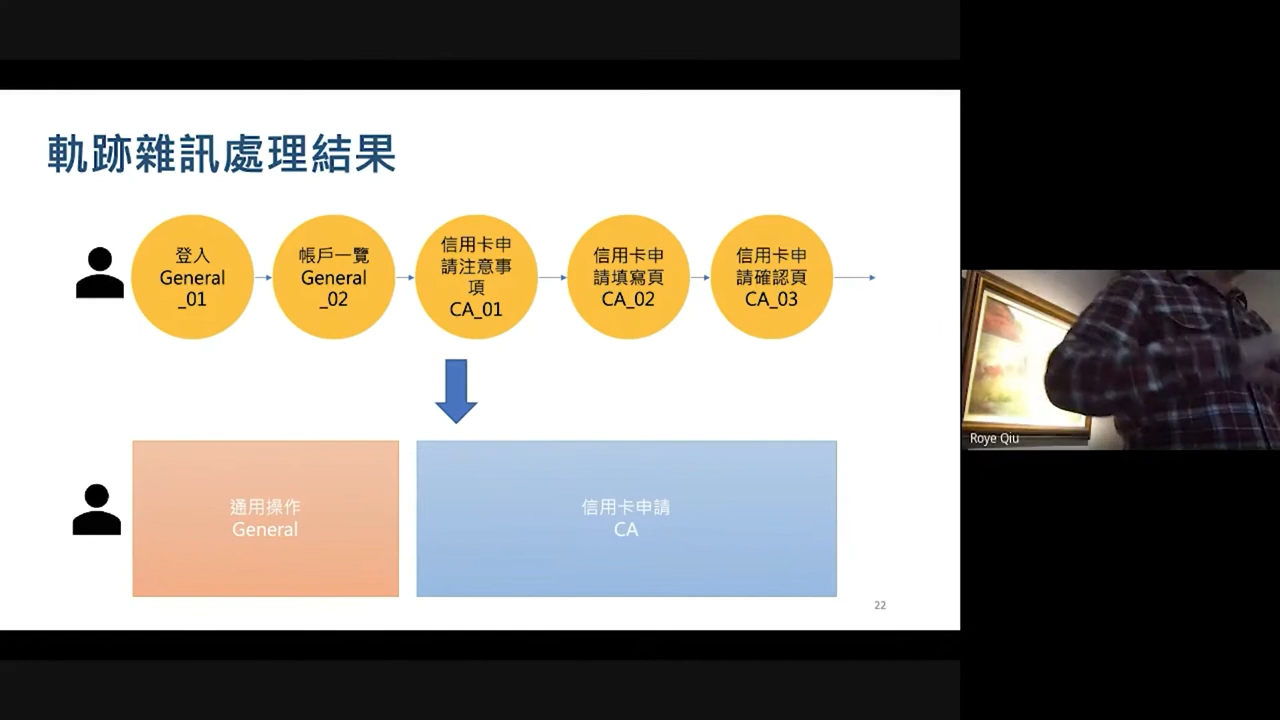 軌跡雜訊處理結果
登入
General
_01
帳戶一覽
General
_02
信用卡申
請注意事
項
CA_01
信用卡申
請填寫頁
CA_02
信用卡申
請確認頁
CA_03
通用操作
General
信用卡申請
CA
22
Roye Qiu